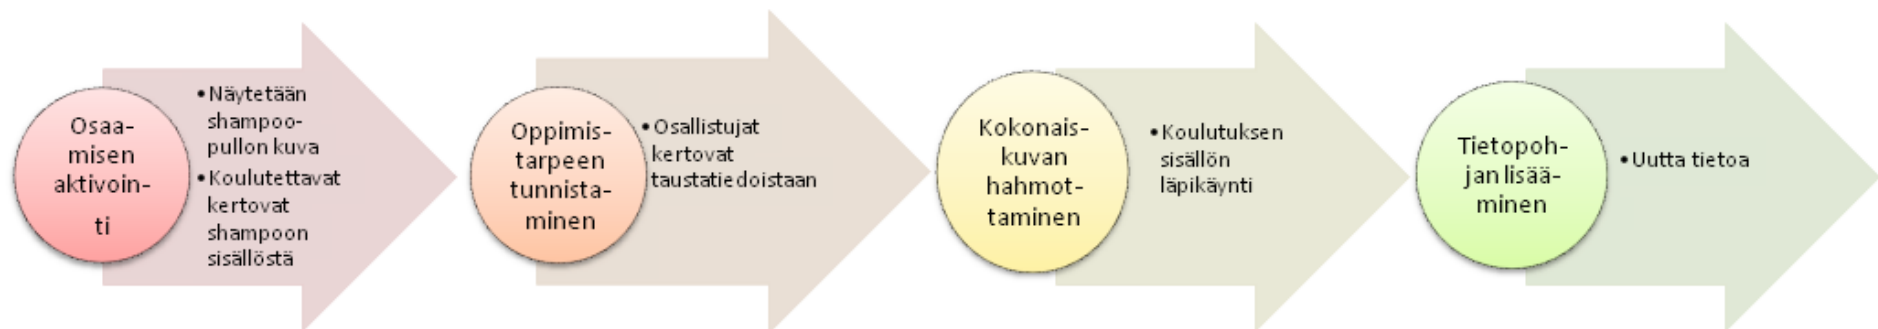 Osaa-
misen
aktivoin-
ti
• Näytetään
shampoo-
pullon kuva
• Koulutettavat
kertovat
shampoon
sisällöstä
Oppimis-
tarpeen
tunnista-
minen
• Osallistujat
kertovat
taustatiedoistaan
Kokonais-
kuvan
hahmot-
taminen
• Koulutuksen
sisällön
läpikäynti
Tietopoh-
jan lisää-
minen
• Uutta tietoa